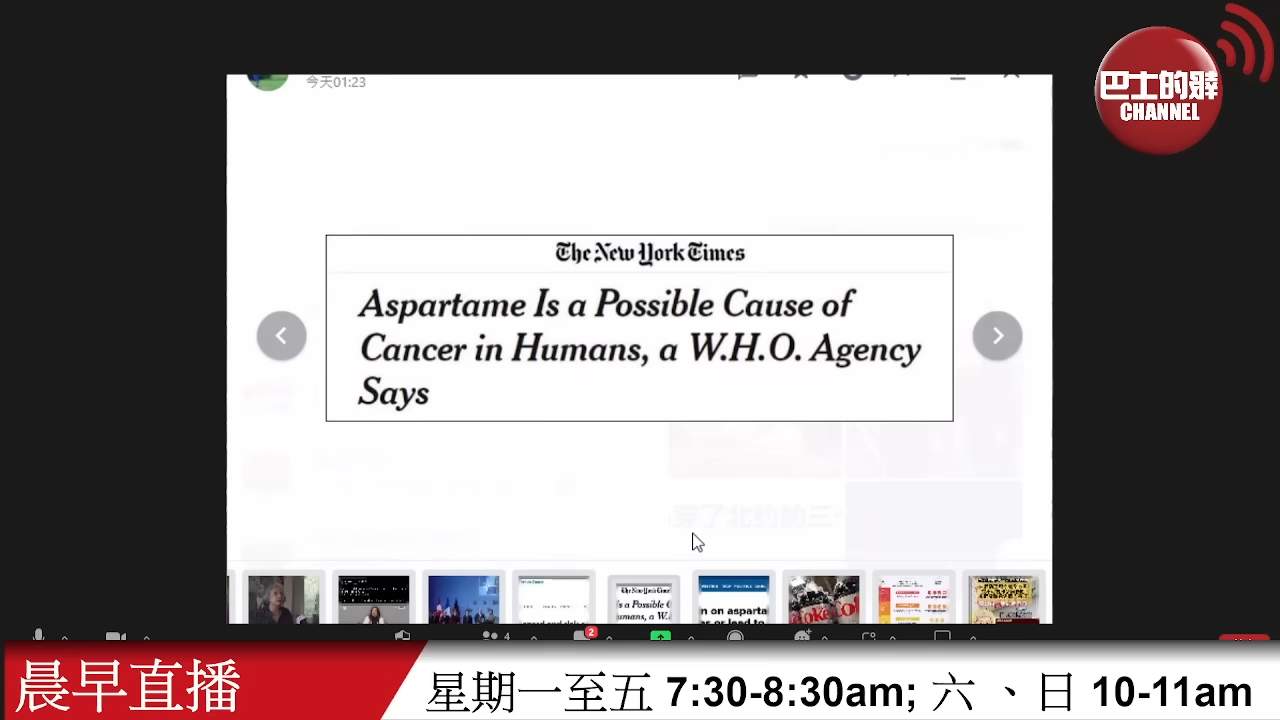 今天01:23
巴士的報
CHANNEL
The New York Times
Aspartame Is a Possible Cause of
Cancer in Humans, a W.H.O. Agency
Says
4
2
晨早直播
星期一至五 7:30-8:30am; 六、日 10-11am